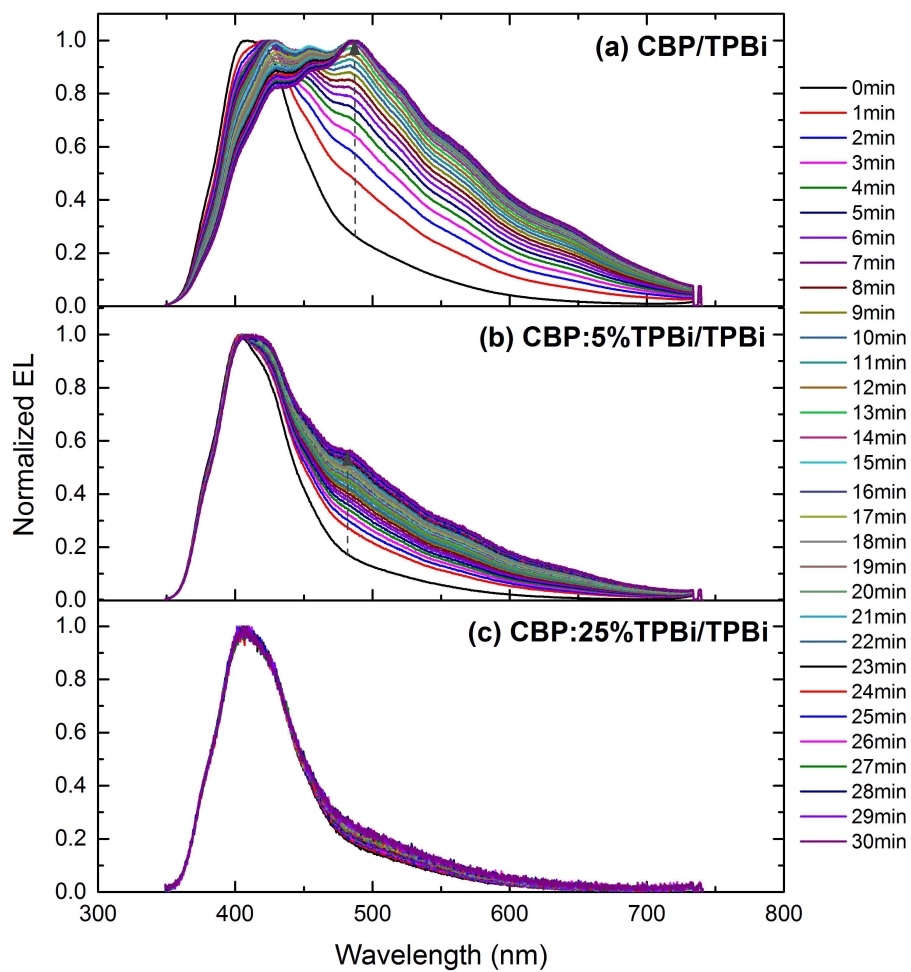 1.0
0.8
0.6
0.4
0.2
0.0
(a) CBP/TPBi
1.0
0.8
0.6
0.4
0.2
0.0
(b) CBP:5%TPBi/TPBi
1.0
0.8
0.6
0.4
0.2
0.0
(c) CBP:25%TPBi/TPBi
300
400
500
600
700
800
Normalized EL
Wavelength (nm)
0min
1min
2min
3min
4min
5min
6min
7min
8min
9min
10min
11min
12min
13min
14min
15min
16min
17min
18min
19min
20min
21min
22min
23min
24min
25min
26min
27min
28min
29min
30min